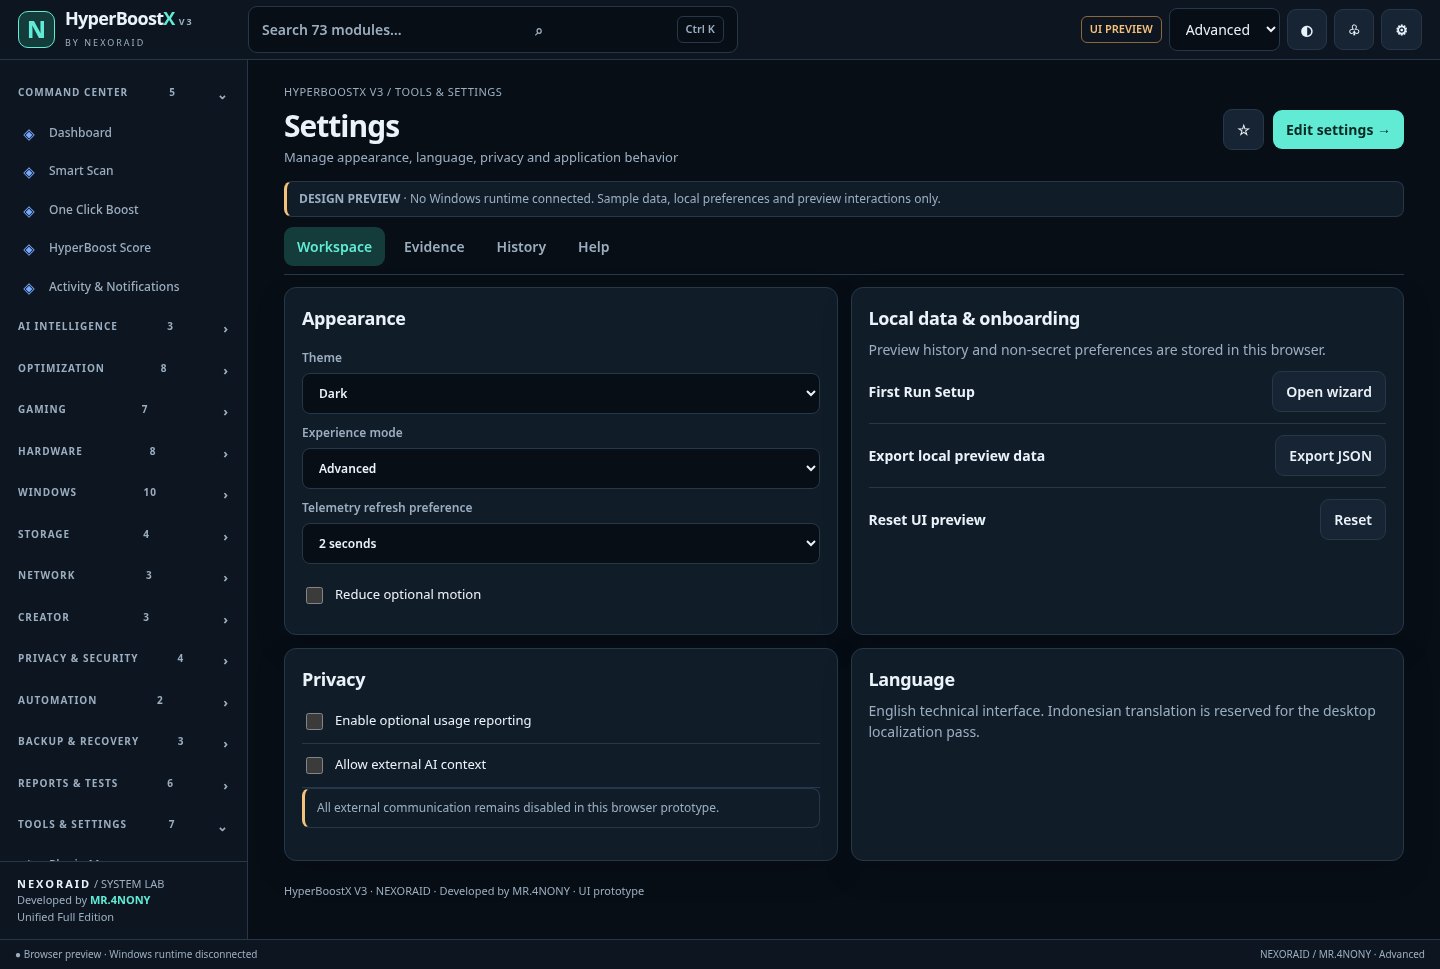 N HyperBoostX V3
BY NEXORAID
Search 73 modules...
Ctrl K
UI PREVIEW
Advanced
COMMAND CENTER 5
Dashboard
Smart Scan
One Click Boost
HyperBoost Score
Activity & Notifications
AI INTELLIGENCE 3
OPTIMIZATION 8
GAMING 7
HARDWARE 8
WINDOWS 10
STORAGE 4
NETWORK 3
CREATOR 3
PRIVACY & SECURITY 4
AUTOMATION 2
BACKUP & RECOVERY 3
REPORTS & TESTS 6
TOOLS & SETTINGS 7
NEXORAID / SYSTEM LAB
Developed by MR.4NONY
Unified Full Edition
HYPERBOOSTX V3 / TOOLS & SETTINGS
Settings
Manage appearance, language, privacy and application behavior
Edit settings →
DESIGN PREVIEW · No Windows runtime connected. Sample data, local preferences and preview interactions only.
Workspace
Evidence
History
Help
Appearance
Theme
Dark
Experience mode
Advanced
Telemetry refresh preference
2 seconds
Reduce optional motion
Local data & onboarding
Preview history and non-secret preferences are stored in this browser.
First Run Setup
Open wizard
Export local preview data
Export JSON
Reset UI preview
Reset
Privacy
Enable optional usage reporting
Allow external AI context
All external communication remains disabled in this browser prototype.
Language
English technical interface. Indonesian translation is reserved for the desktop
localization pass.
HyperBoostX V3 · NEXORAID · Developed by MR.4NONY · UI prototype
● Browser preview · Windows runtime disconnected
NEXORAID / MR.4NONY · Advanced